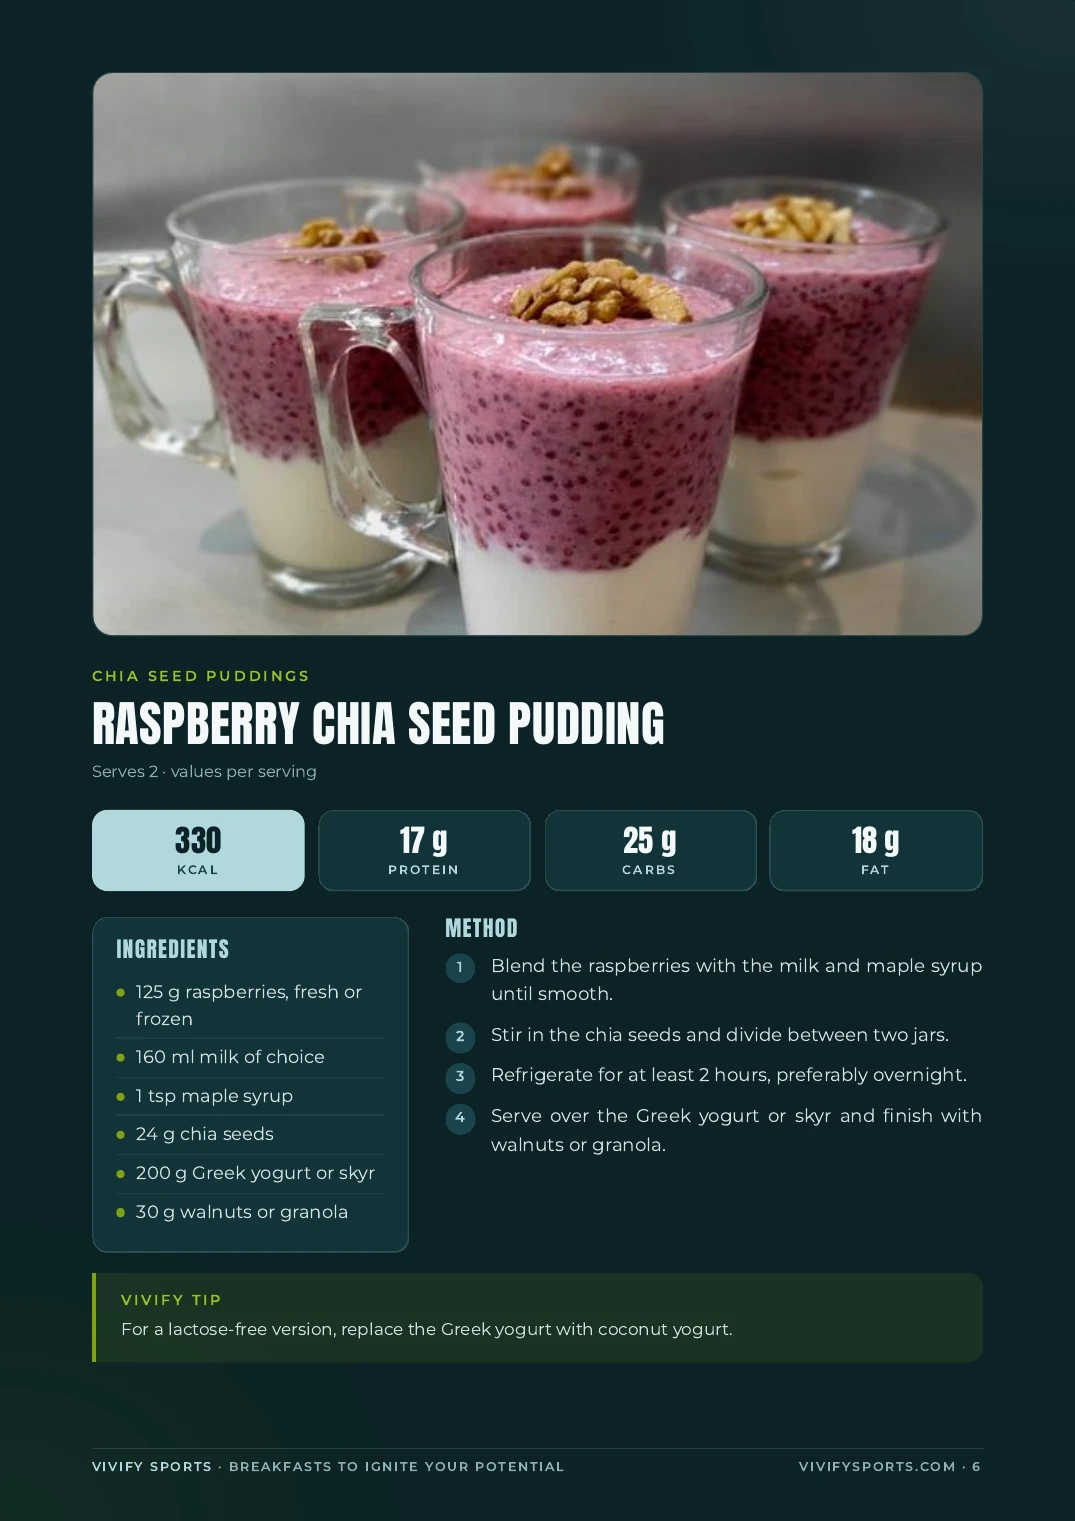 CHIA SEED PUDDINGS
RASPBERRY CHIA SEED PUDDING
Serves 2 · values per serving
330
KCAL
17 g
PROTEIN
25 g
CARBS
18 g
FAT
INGREDIENTS
125 g raspberries, fresh or
frozen
160 ml milk of choice
1 tsp maple syrup
24 g chia seeds
200 g Greek yogurt or skyr
30 g walnuts or granola
METHOD
1 Blend the raspberries with the milk and maple syrup
until smooth.
2 Stir in the chia seeds and divide between two jars.
3 Refrigerate for at least 2 hours, preferably overnight.
4 Serve over the Greek yogurt or skyr and finish with
walnuts or granola.
VIVIFY TIP
For a lactose-free version, replace the Greek yogurt with coconut yogurt.
VIVIFY SPORTS · BREAKFASTS TO IGNITE YOUR POTENTIAL
VIVIFYSPORTS.COM · 6